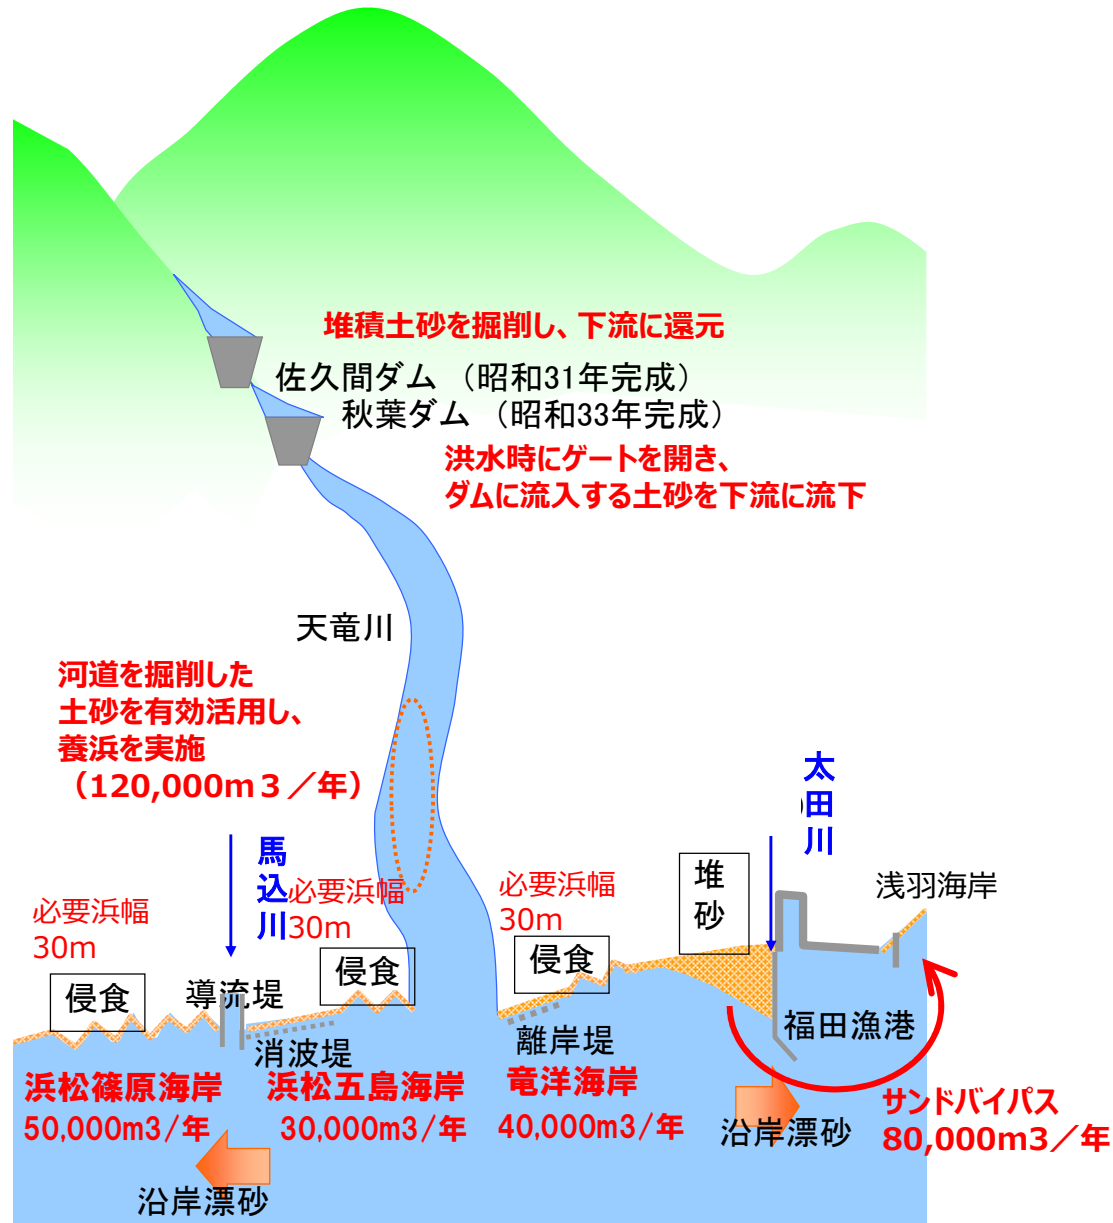 堆積土砂を掘削し、下流に還元
佐久間ダム （昭和31年完成）
秋葉ダム （昭和33年完成）
洪水時にゲートを開き、
ダムに流入する土砂を下流に流下
天竜川
河道を掘削した
土砂を有効活用し、
養浜を実施
（120,000m３／年）
太田川
馬込川
必要浜幅
30m
必要浜幅
30m
必要浜幅
30m
堆砂
浅羽海岸
侵食
導流堤
侵食
侵食
消波堤
離岸堤
福田漁港
浜松篠原海岸
50,000m3/年
浜松五島海岸
30,000m3/年
竜洋海岸
40,000m3/年
サンドバイパス
80,000m3／年
沿岸漂砂
沿岸漂砂